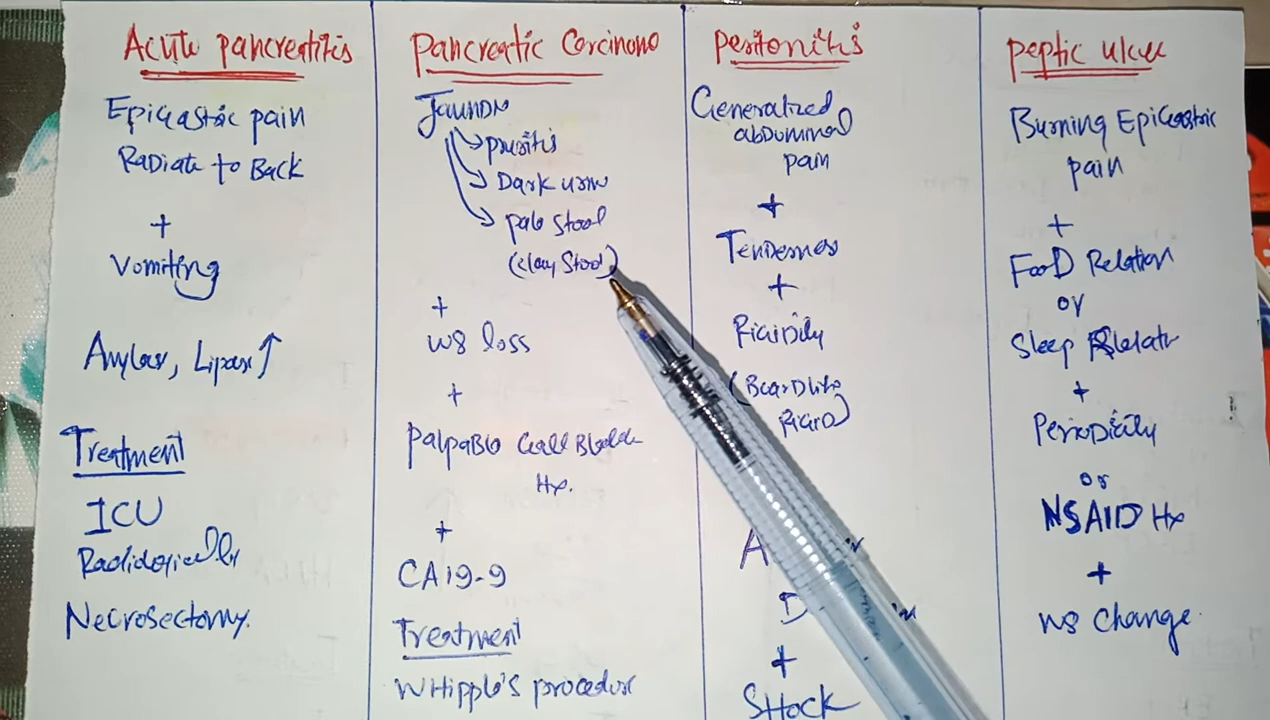 Acute pancreatitis
Epigastric pain
Radiate to Back
+
Vomiting
Amylase, Lipase ↑
Treatment
ICU
Radiologically
Necrosectomy.
Pancreatic Carcinoma
Jaundice
pruritis
Dark urine
pale stool
(clay stool)
+
wt loss
+
palpable Gall Bladder
Hx.
+
CA19-9
Treatment
WHipple's procedure
Peritonitis
Generalized
abdominal
pain
+
Tenderness
+
Rigidity
(Boardlike
Rigid)
A
D
+
SHock
peptic ulcer
Burning Epigastric
pain
+
FooD Relation
or
Sleep Relate
+
Periodicity
or
NSAID Hx
+
wt change.